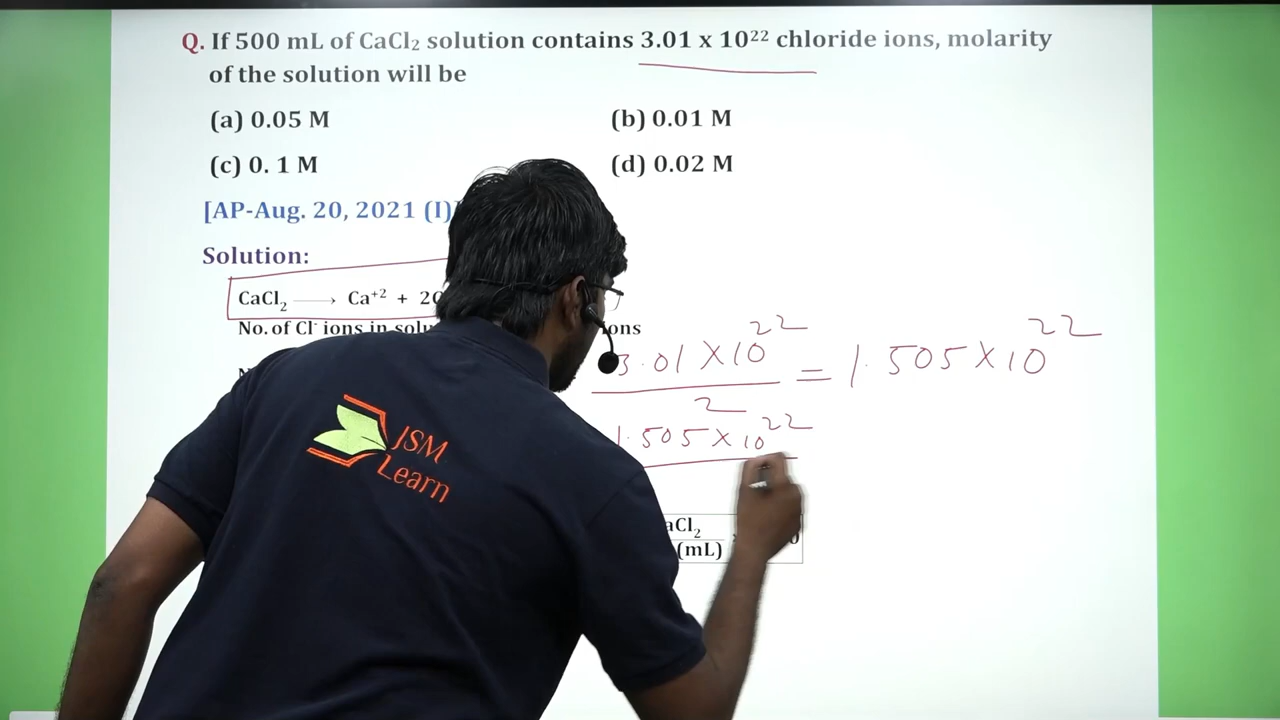 Q. If 500 mL of CaCl₂ solution contains 3.01 x 10²² chloride ions, molarity
of the solution will be
(a) 0.05 M (b) 0.01 M
(c) 0. 1 M (d) 0.02 M
[AP-Aug. 20, 2021 (I)
Solution:
CaCl₂ ⟶ Ca⁺² + 2
No. of Cl⁻ ions in ions
3.01 X 10²² = 1.505 X 10²²
2
1.505 X 10²²
aCl₂
(mL)
JSM
Learn